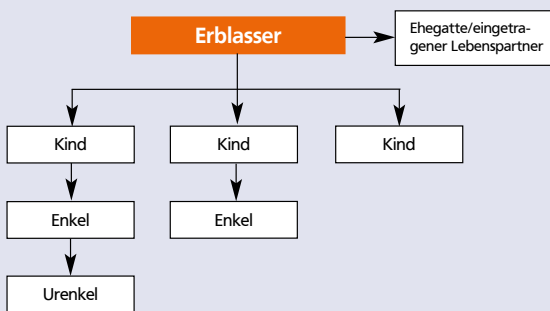 Erblasser
Ehegatte/eingetra-
gener Lebenspartner
Kind
Kind
Kind
Enkel
Enkel
Urenkel